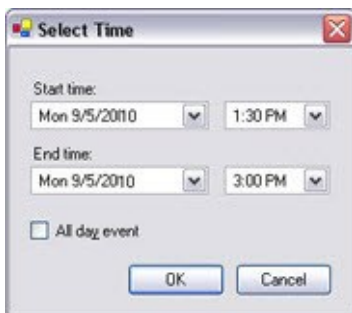 Select Time
Start time:
Mon 9/5/2010 1:30 PM
End time:
Mon 9/5/2010 3:00 PM
All day event
OK Cancel